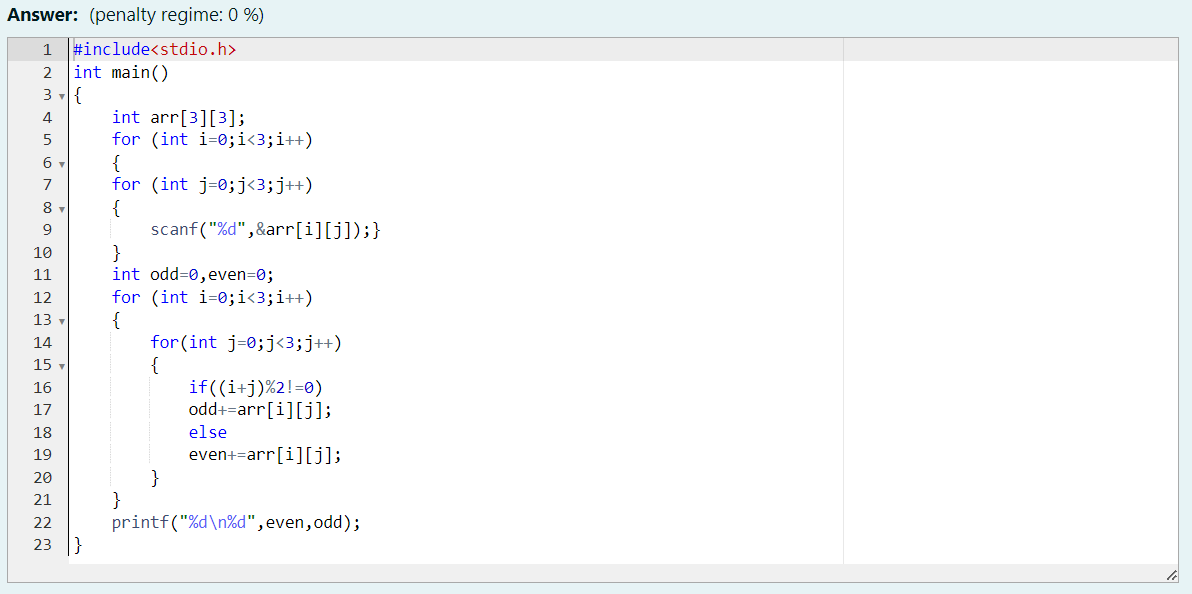 Answer: (penalty regime: 0 %)
1 #include<stdio.h>
2 int main()
3 {
4     int arr[3][3];
5     for (int i=0;i<3;i++)
6     {
7     for (int j=0;j<3;j++)
8     {
9         scanf("%d",&arr[i][j]);}
10     }
11     int odd=0,even=0;
12     for (int i=0;i<3;i++)
13     {
14         for(int j=0;j<3;j++)
15         {
16             if((i+j)%2!=0)
17             odd+=arr[i][j];
18             else
19             even+=arr[i][j];
20         }
21     }
22     printf("%d\n%d",even,odd);
23 }